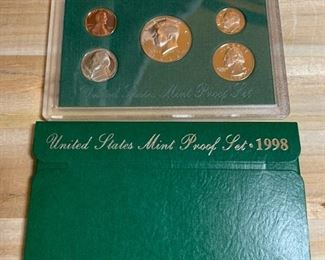 United States Mint Proof Set
United States Mint Proof Set • 1998